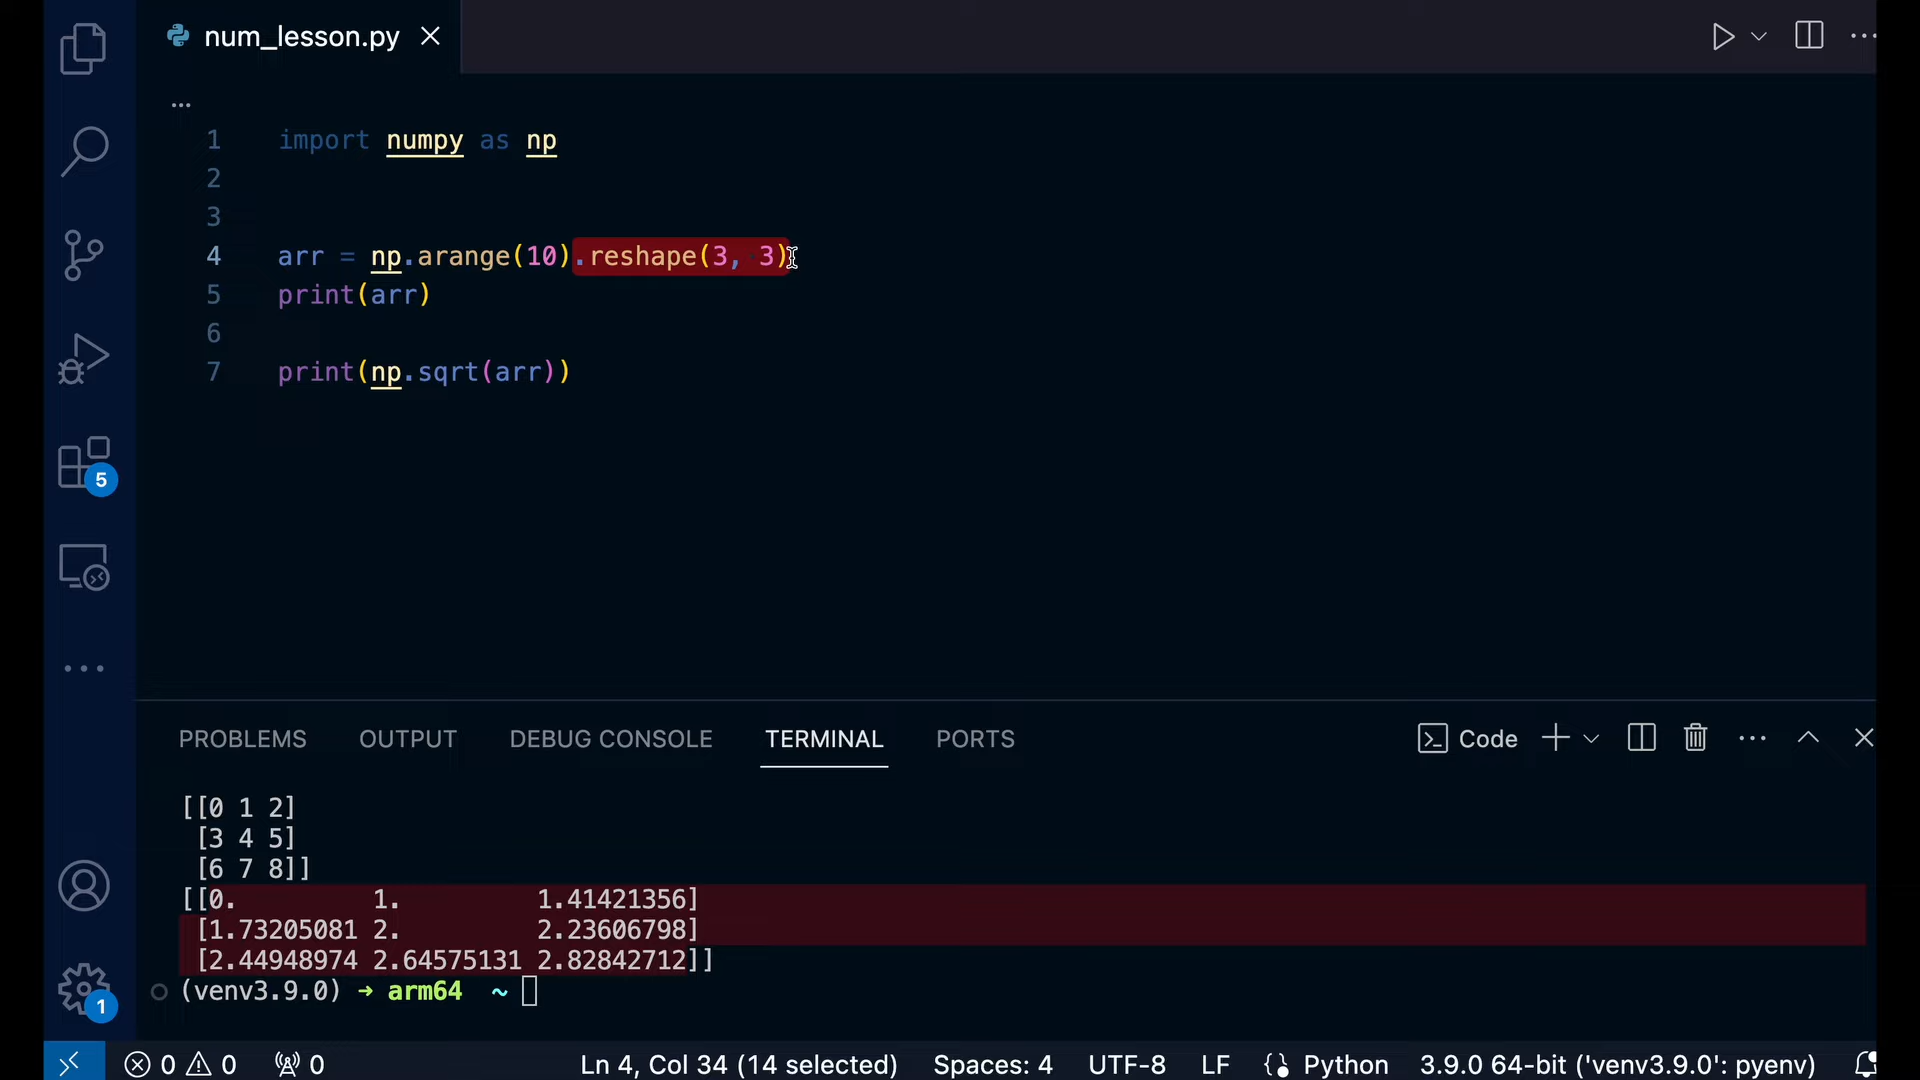 num_lesson.py
...
1 import numpy as np
2
3
4 arr = np.arange(10).reshape(3, 3)
5 print(arr)
6
7 print(np.sqrt(arr))
5
PROBLEMS OUTPUT DEBUG CONSOLE TERMINAL PORTS Code
[[0 1 2]
[3 4 5]
[6 7 8]]
[[0. 1. 1.41421356]
[1.73205081 2. 2.23606798]
[2.44948974 2.64575131 2.82842712]]
(venv3.9.0) ➜ arm64 ~
1
0 0 0 Ln 4, Col 34 (14 selected) Spaces: 4 UTF-8 LF Python 3.9.0 64-bit ('venv3.9.0': pyenv)